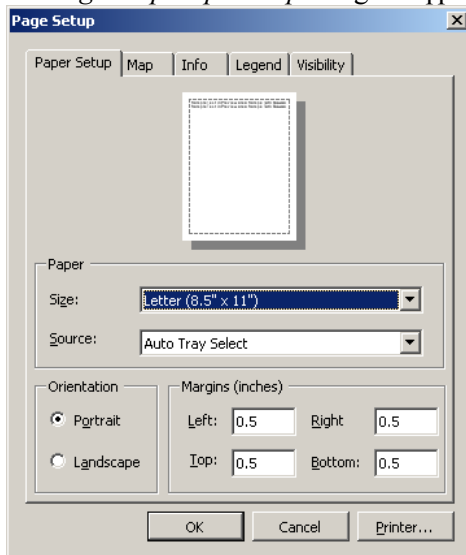 Page Setup
Paper Setup Map Info Legend Visibility
Paper
Size: Letter (8.5" x 11")
Source: Auto Tray Select
Orientation Margins (inches)
Portrait Left: 0.5 Right 0.5
Landscape Top: 0.5 Bottom: 0.5
OK Cancel Printer...